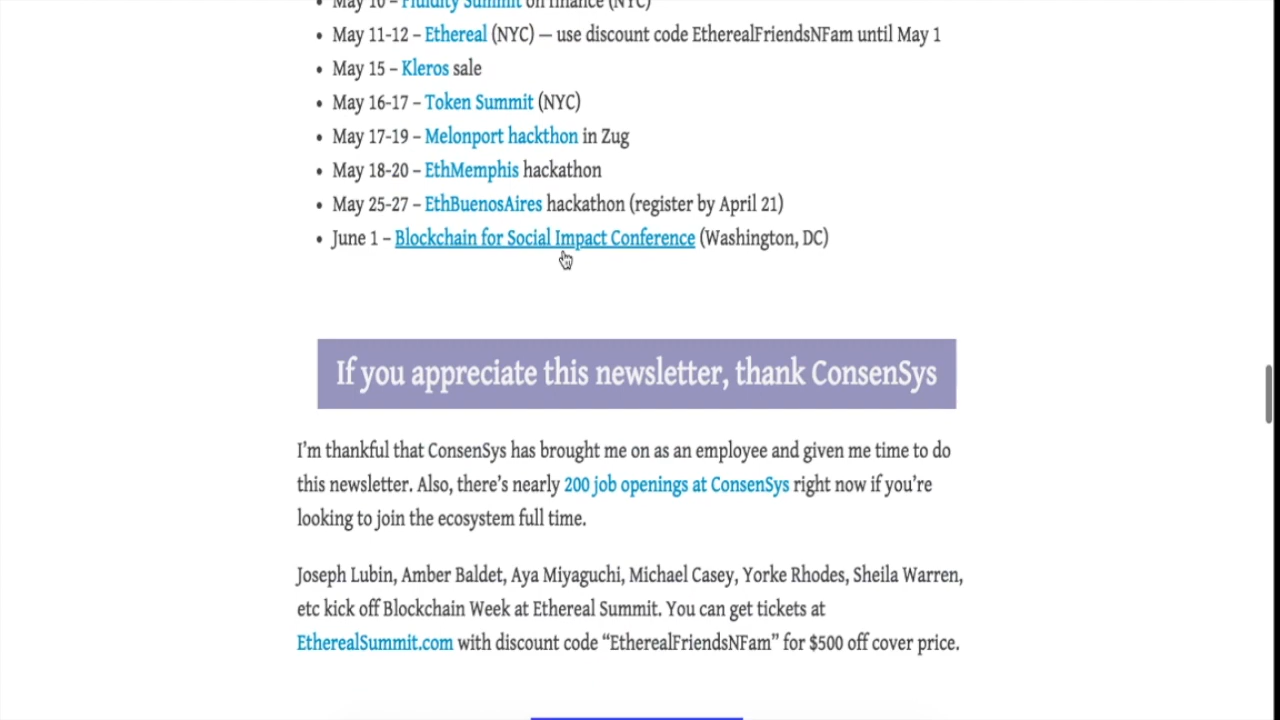 • May 10 – Fluidity Summit on finance (NYC)
• May 11-12 – Ethereal (NYC) — use discount code EtherealFriendsNFam until May 1
• May 15 – Kleros sale
• May 16-17 – Token Summit (NYC)
• May 17-19 – Melonport hackthon in Zug
• May 18-20 – EthMemphis hackathon
• May 25-27 – EthBuenosAires hackathon (register by April 21)
• June 1 – Blockchain for Social Impact Conference (Washington, DC)
If you appreciate this newsletter, thank ConsenSys
I'm thankful that ConsenSys has brought me on as an employee and given me time to do
this newsletter. Also, there's nearly 200 job openings at ConsenSys right now if you're
looking to join the ecosystem full time.
Joseph Lubin, Amber Baldet, Aya Miyaguchi, Michael Casey, Yorke Rhodes, Sheila Warren,
etc kick off Blockchain Week at Ethereal Summit. You can get tickets at
EtherealSummit.com with discount code “EtherealFriendsNFam” for $500 off cover price.